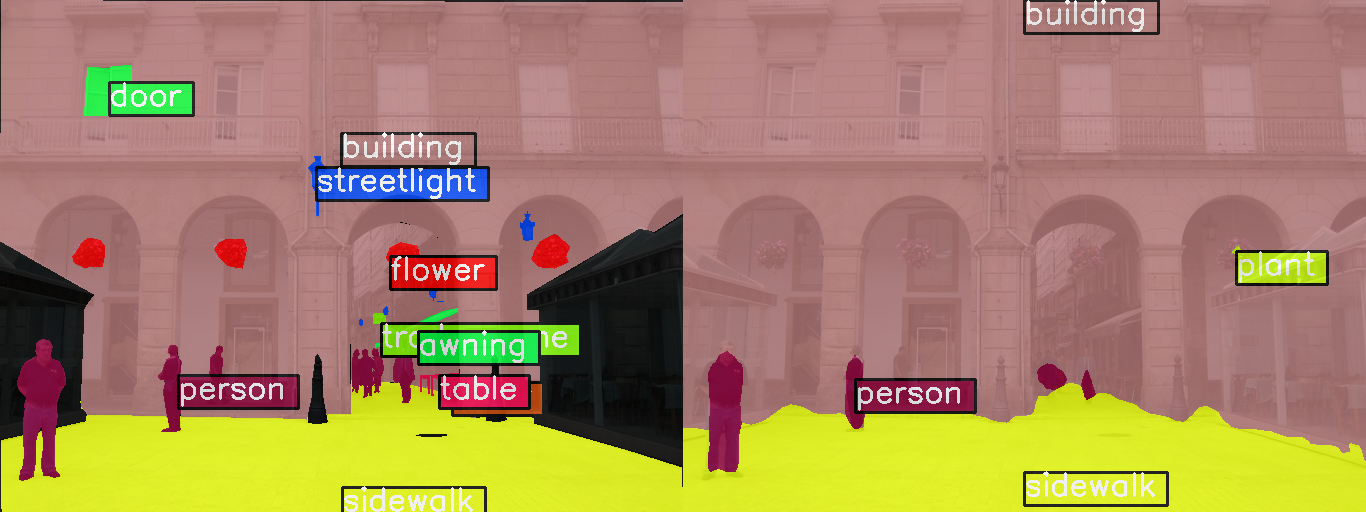 building
door
building
streetlight
flower
plant
awning
person
table
person
sidewalk
sidewalk